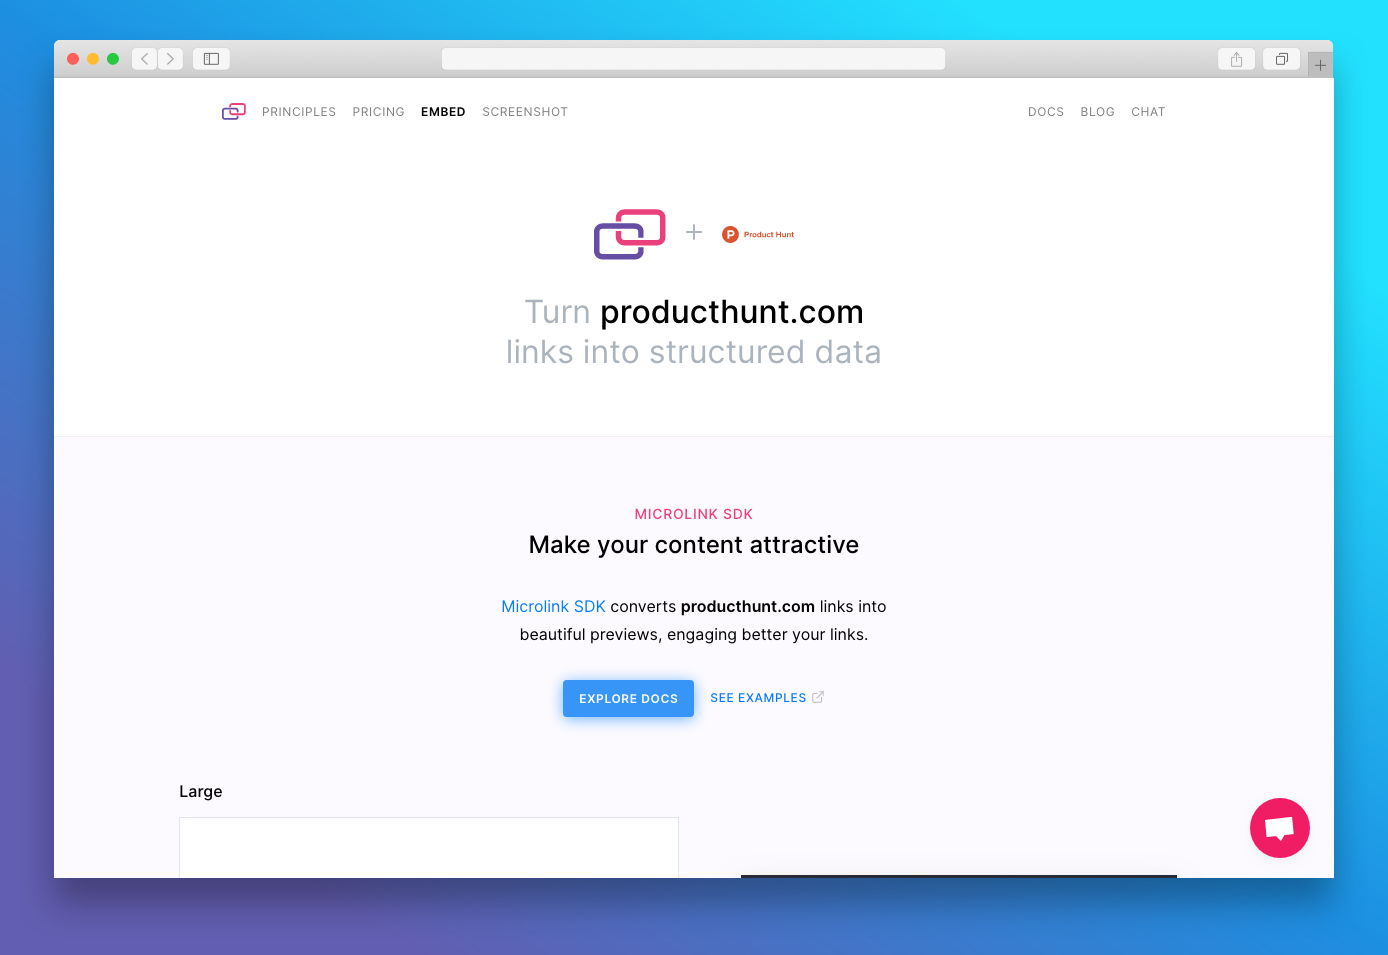 PRINCIPLES PRICING EMBED SCREENSHOT DOCS BLOG CHAT
P Product Hunt
Turn producthunt.com
links into structured data
MICROLINK SDK
Make your content attractive
Microlink SDK converts producthunt.com links into
beautiful previews, engaging better your links.
EXPLORE DOCS SEE EXAMPLES
Large